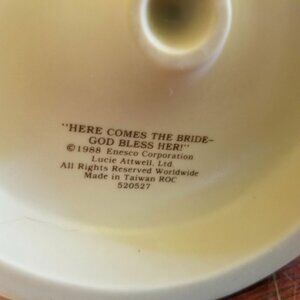 "HERE COMES THE BRIDE-
GOD BLESS HER!"
©1988 Enesco Corporation
Lucie Attwell, Ltd.
All Rights Reserved Worldwide
Made in Taiwan ROC
520527